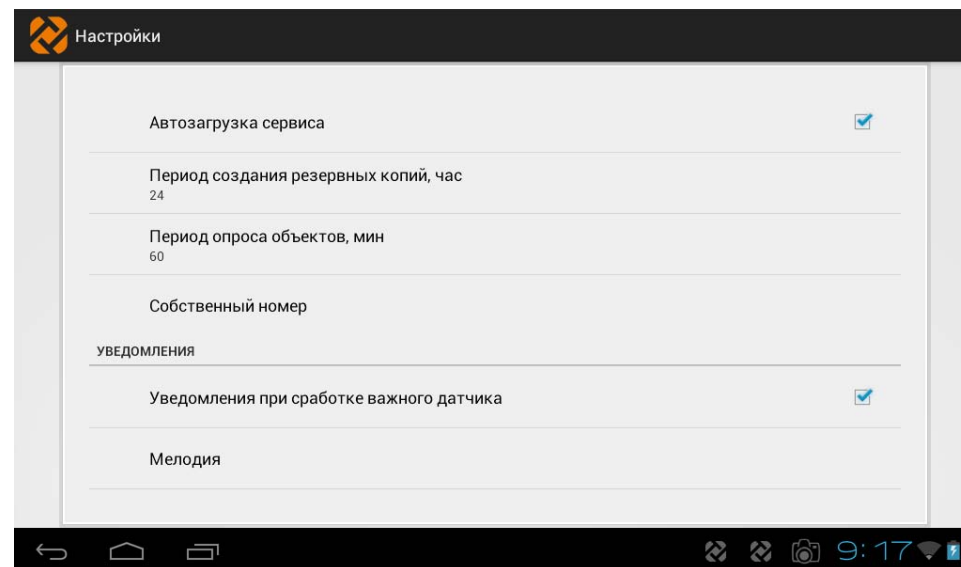 Настройки
Автозагрузка сервиса
Период создания резервных копий, час
24
Период опроса объектов, мин
60
Собственный номер
УВЕДОМЛЕНИЯ
Уведомления при сработке важного датчика
Мелодия
9:17